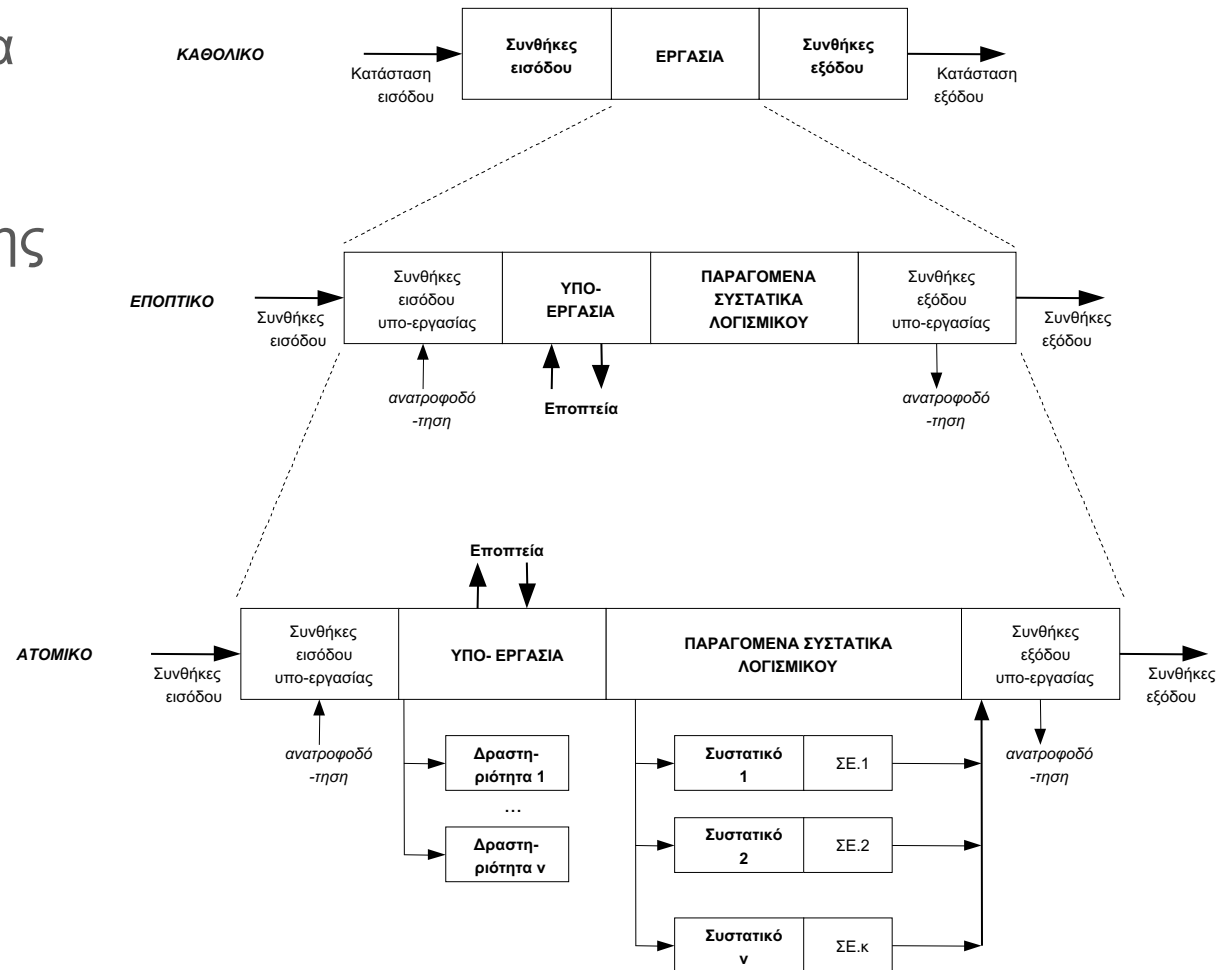 α
ης
ΚΑΘΟΛΙΚΟ
Κατάσταση
εισόδου
Συνθήκες
εισόδου
ΕΡΓΑΣΙΑ
Συνθήκες
εξόδου
Κατάσταση
εξόδου
ΕΠΟΠΤΙΚΟ
Συνθήκες
εισόδου
Συνθήκες
εισόδου
υπο-εργασίας
ΥΠΟ-
ΕΡΓΑΣΙΑ
ΠΑΡΑΓΟΜΕΝΑ
ΣΥΣΤΑΤΙΚΑ
ΛΟΓΙΣΜΙΚΟΥ
Συνθήκες
εξόδου
υπο-εργασίας
Συνθήκες
εξόδου
ανατροφοδό
-τηση
Εποπτεία
ανατροφοδό
-τηση
Εποπτεία
ΑΤΟΜΙΚΟ
Συνθήκες
εισόδου
Συνθήκες
εισόδου
υπο-εργασίας
ΥΠΟ- ΕΡΓΑΣΙΑ
ΠΑΡΑΓΟΜΕΝΑ ΣΥΣΤΑΤΙΚΑ
ΛΟΓΙΣΜΙΚΟΥ
Συνθήκες
εξόδου
υπο-εργασίας
Συνθήκες
εξόδου
ανατροφοδό
-τηση
Δραστη-
ριότητα 1
...
Δραστη-
ριότητα ν
Συστατικό
1
ΣΕ.1
Συστατικό
2
ΣΕ.2
Συστατικό
ν
ΣΕ.κ
ανατροφοδό
-τηση